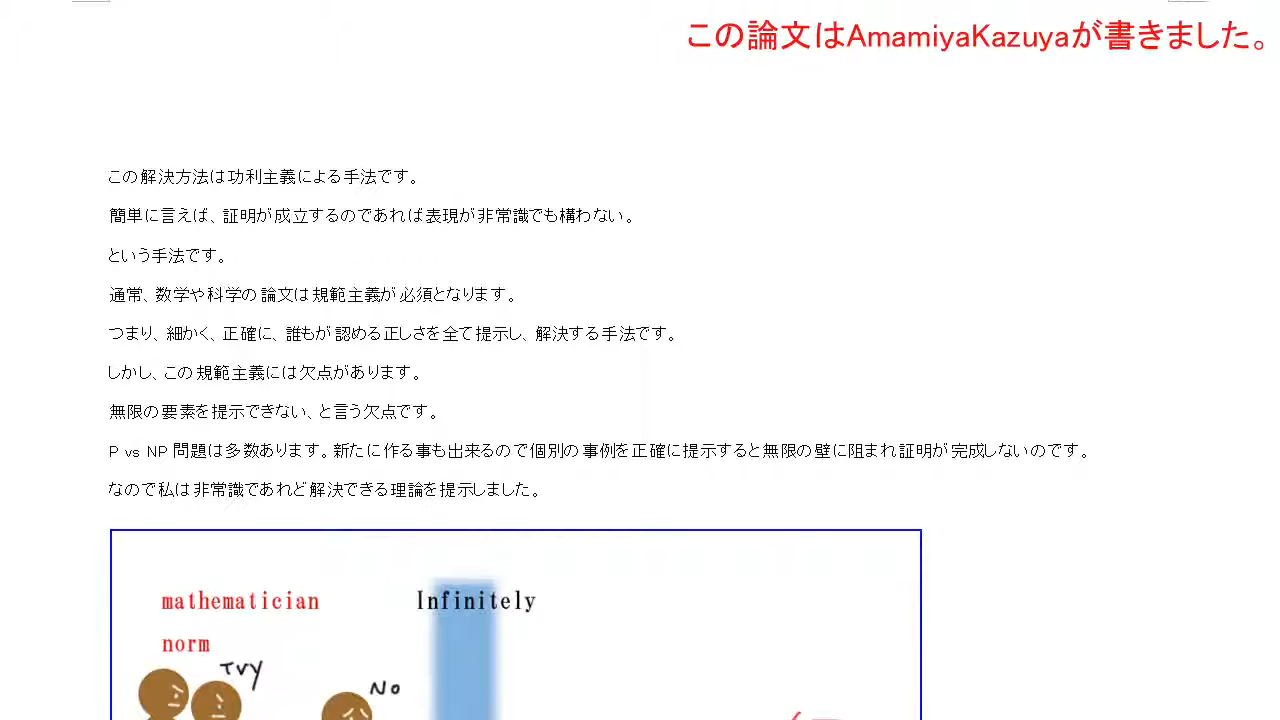 この論文はAmamiyaKazuyaが書きました。
この解決方法は功利主義による手法です。
簡単に言えば、証明が成立するのであれば表現が非常識でも構わない。
という手法です。
通常、数学や科学の論文は規範主義が必須となります。
つまり、細かく、正確に、誰もが認める正しさを全て提示し、解決する手法です。
しかし、この規範主義には欠点があります。
無限の要素を提示できない、と言う欠点です。
P vs NP 問題は多数あります。新たに作る事も出来るので個別の事例を正確に提示すると無限の壁に阻まれ証明が完成しないのです。
なので私は非常識であれど解決できる理論を提示しました。
mathematician Infinitely
norm
Try
No